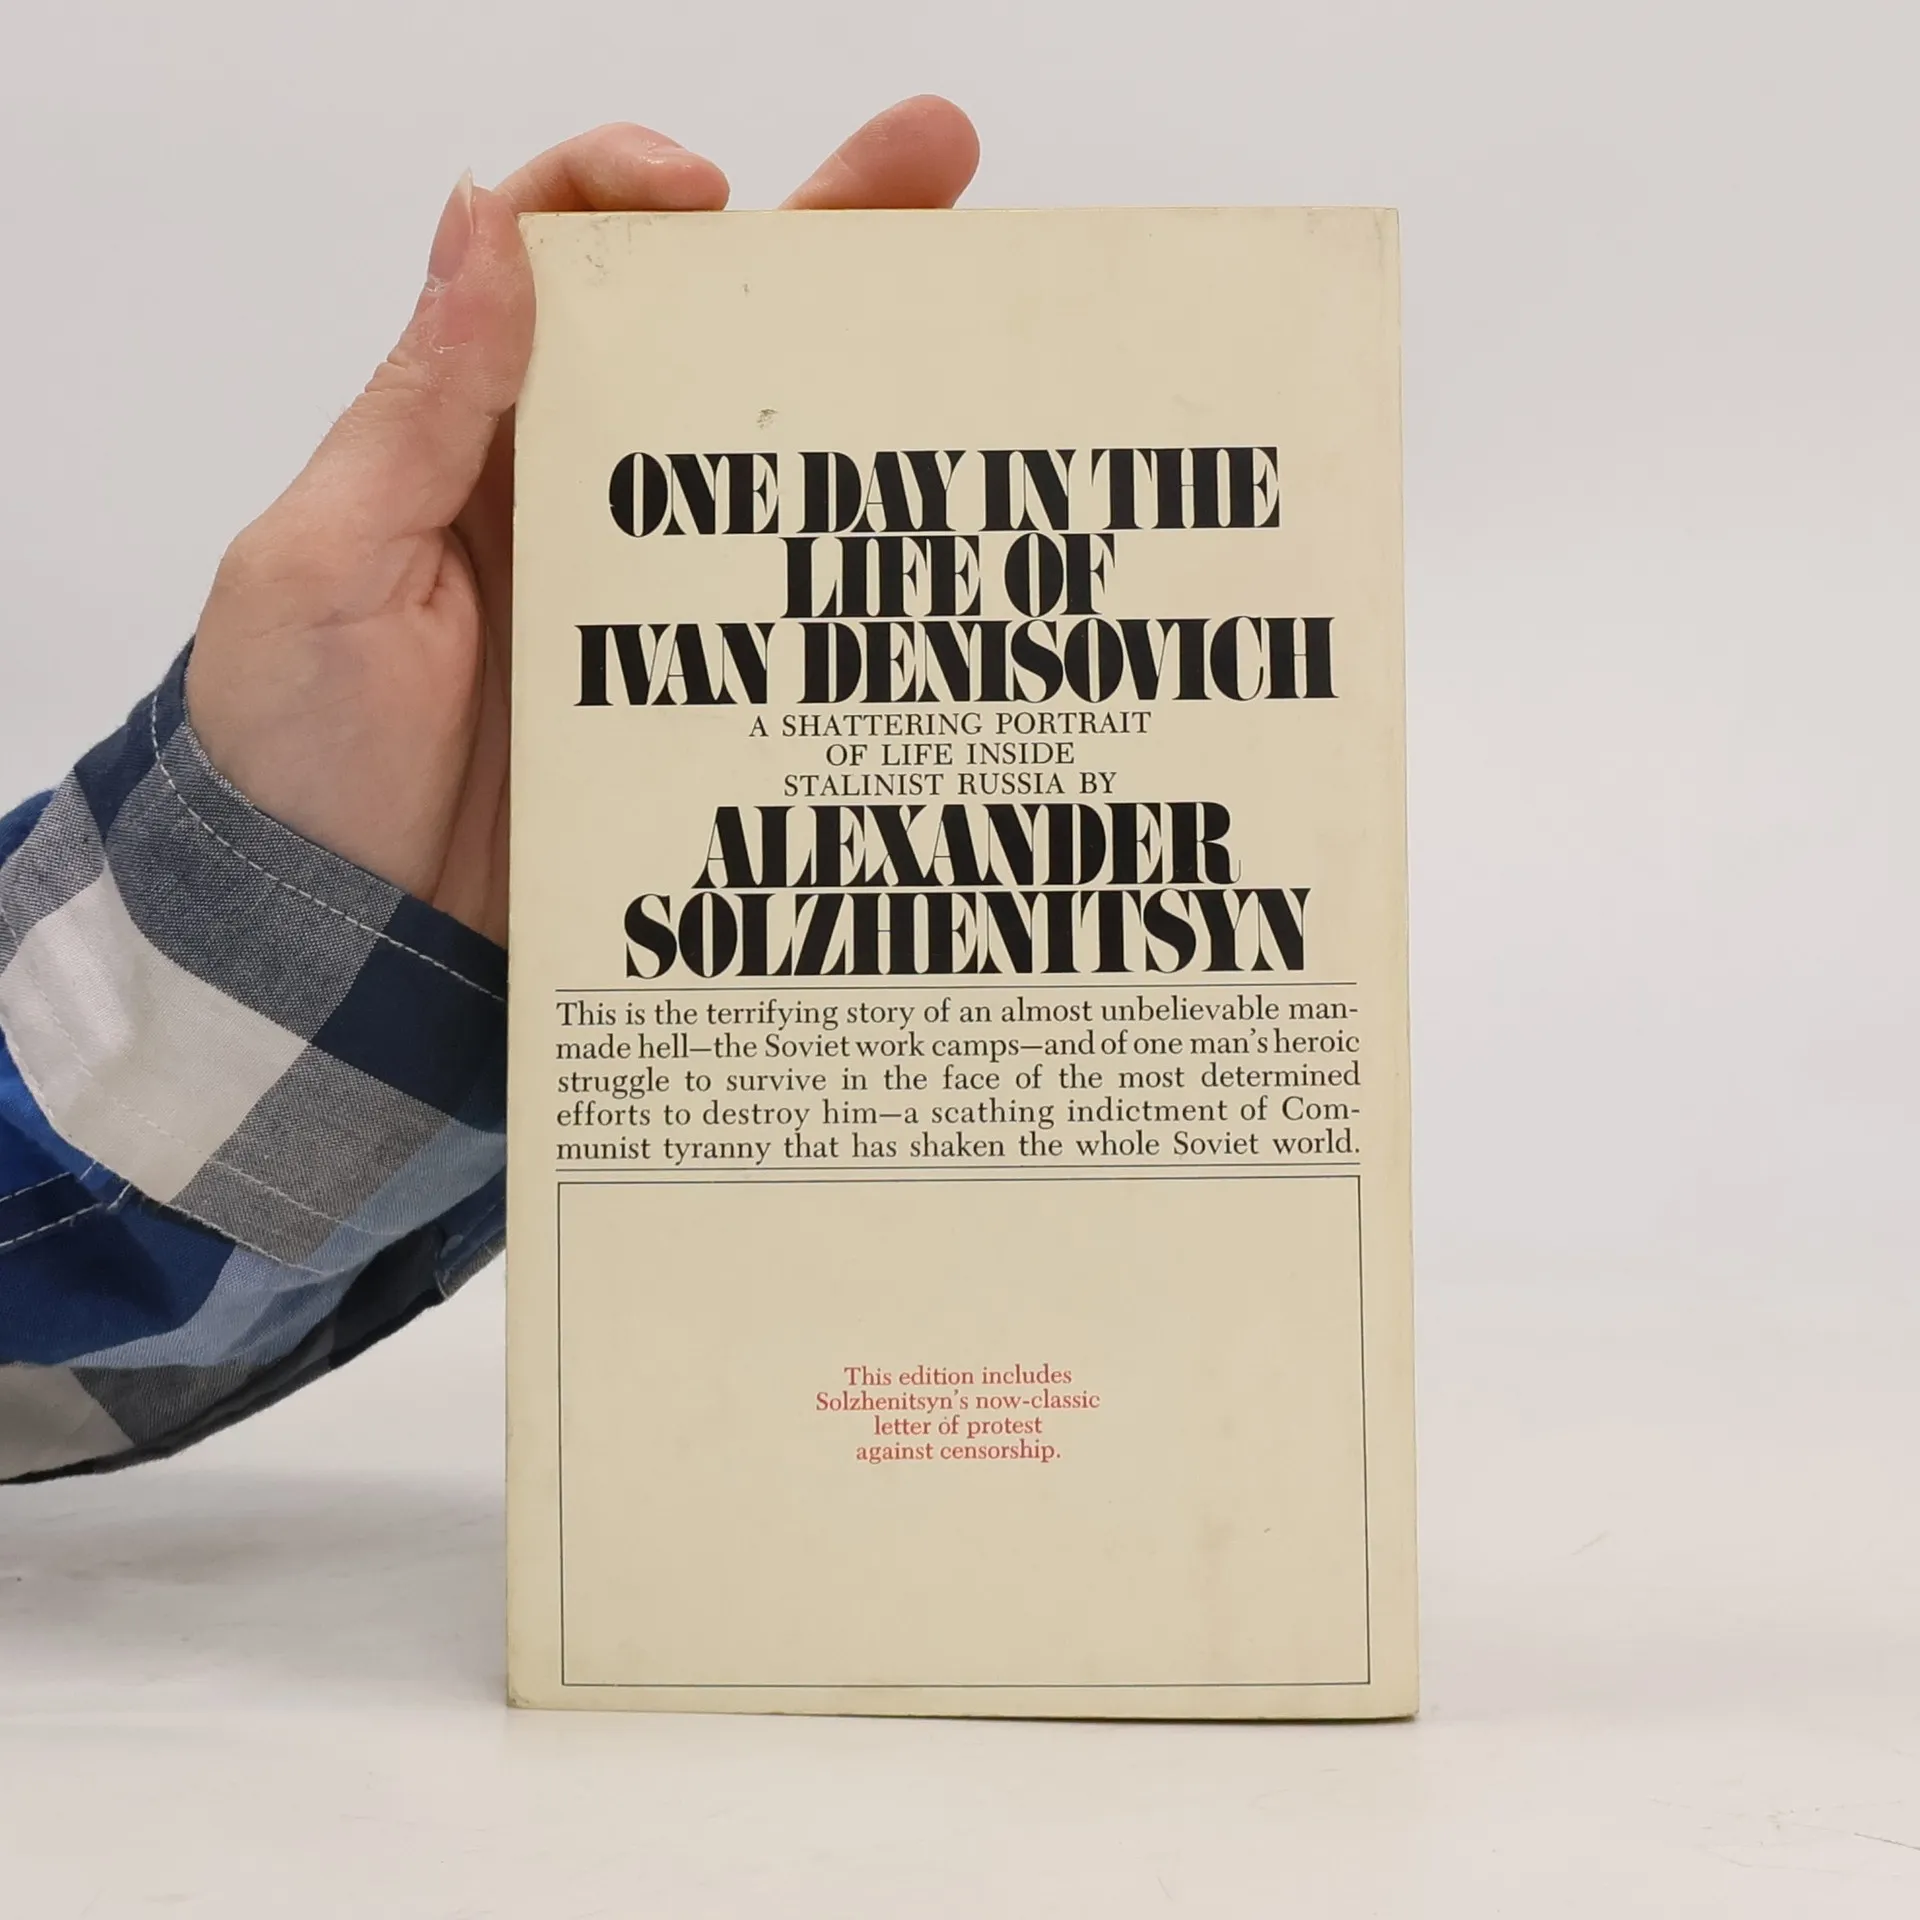 ONE DAY IN THE
LIFE OF
IVAN DENISOVICH
A SHATTERING PORTRAIT
OF LIFE INSIDE
STALINIST RUSSIA BY
ALEXANDER
SOLZHENITSYN
This is the terrifying story of an almost unbelievable man-
made hell—the Soviet work camps—and of one man's heroic
struggle to survive in the face of the most determined
efforts to destroy him—a scathing indictment of Com-
munist tyranny that has shaken the whole Soviet world.
This edition includes
Solzhenitsyn's now-classic
letter of protest
against censorship.